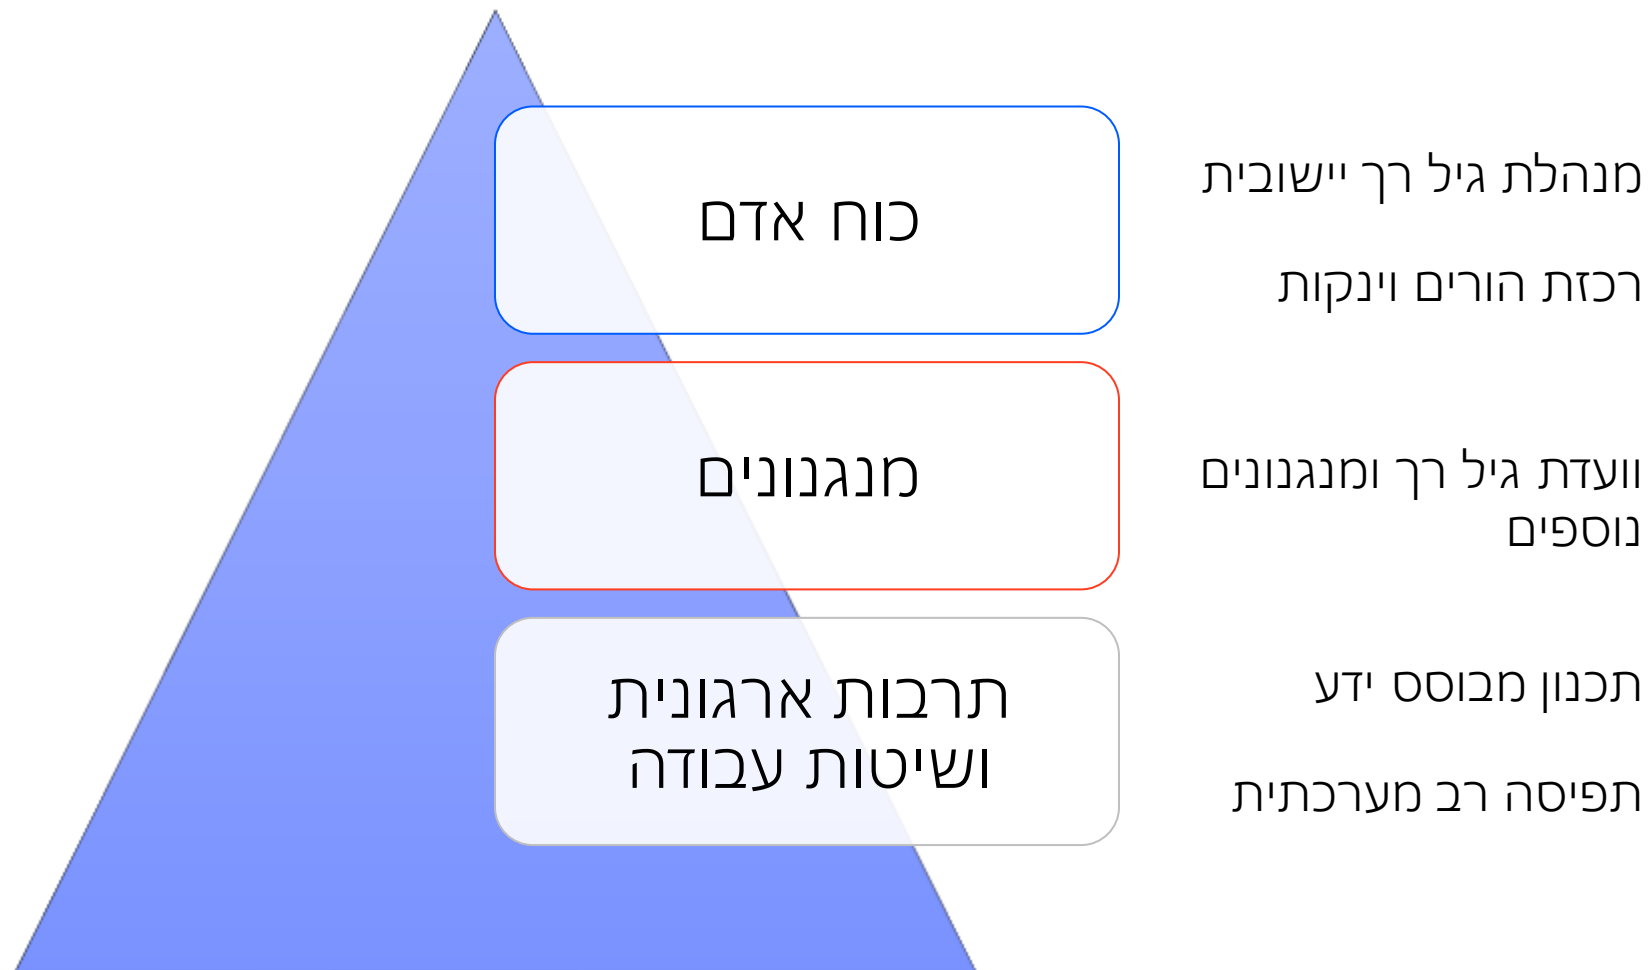 כוח אדם
מנהלת גיל רך יישובית
רכזת הורים וינקות
מנגנונים
וועדת גיל רך ומנגנונים
נוספים
תרבות ארגונית
ושיטות עבודה
תכנון מבוסס ידע
תפיסה רב מערכתית